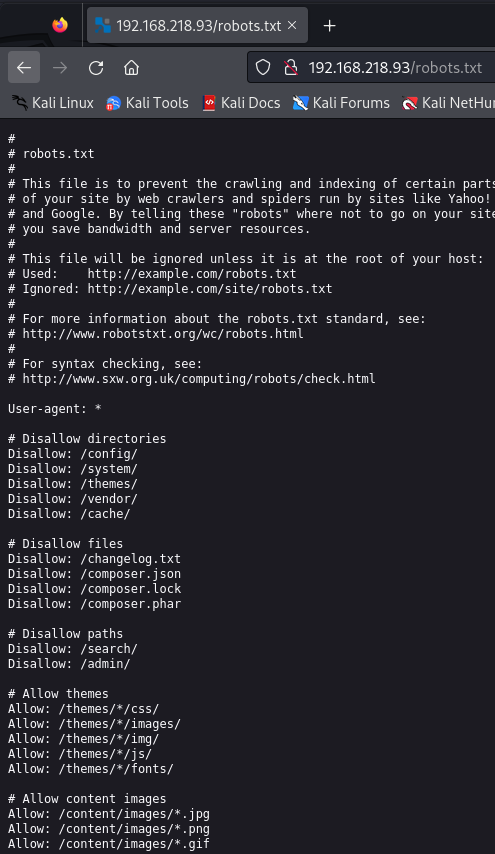 192.168.218.93/robots.txt
192.168.218.93/robots.txt
Kali Linux Kali Tools Kali Docs Kali Forums Kali NetHun
#
# robots.txt
#
# This file is to prevent the crawling and indexing of certain parts
# of your site by web crawlers and spiders run by sites like Yahoo!
# and Google. By telling these "robots" where not to go on your site
# you save bandwidth and server resources.
#
# This file will be ignored unless it is at the root of your host:
# Used:    http://example.com/robots.txt
# Ignored: http://example.com/site/robots.txt
#
# For more information about the robots.txt standard, see:
# http://www.robotstxt.org/wc/robots.html
#
# For syntax checking, see:
# http://www.sxw.org.uk/computing/robots/check.html
User-agent: *
# Disallow directories
Disallow: /config/
Disallow: /system/
Disallow: /themes/
Disallow: /vendor/
Disallow: /cache/
# Disallow files
Disallow: /changelog.txt
Disallow: /composer.json
Disallow: /composer.lock
Disallow: /composer.phar
# Disallow paths
Disallow: /search/
Disallow: /admin/
# Allow themes
Allow: /themes/*/css/
Allow: /themes/*/images/
Allow: /themes/*/img/
Allow: /themes/*/js/
Allow: /themes/*/fonts/
# Allow content images
Allow: /content/images/*.jpg
Allow: /content/images/*.png
Allow: /content/images/*.gif